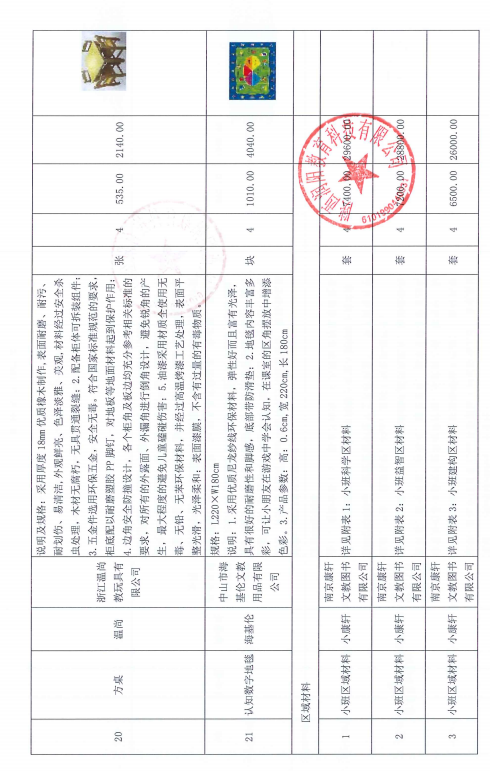 20
方桌
温尚
浙江温尚
教玩具有
限公司
说明及规格：采用厚度 18mm 优质橡木制作,表面耐磨、耐污、
耐划伤、易清洁,外观鲜亮、色泽淡雅、美观,材料经过安全杀
虫处理,木材无腐朽，无具贯通裂缝；2.配备柜体可拆装组件；
3.五金件选用环保五金，安全无毒。符合国家标准规范的要求，
柜底配以耐磨塑胶 PP 脚钉，对地板等地面材料起到保护作用；
4.边角安全防撞设计，各个柜角及板边均充分参考相关标准的
要求，对所有的外露面、外漏角进行倒角设计，避免锐角的产
生，最大程度的避免儿童磕碰伤害；5.油漆采用材质全使用无
毒、无铅、无苯环保材料，并经过高温烤漆工艺处理、表面平
整光滑，光泽柔和；表面漆膜，不含有过量的有毒物质。
张
4
535.00
2140.00
21
认知数字地毯
海基伦
中山市海
基伦文教
用品有限
公司
规格：L220×W180cm
说明：1.采用优质尼龙纱线环保材料，弹性好而且富有光泽，
具有很好的耐磨性和脚感，底部带防滑垫；2.地毯内容丰富多
彩，可让小朋友在游戏中学会认知，在课室的区角摆放中增添
色彩。3.产品参数：高：0.6cm,宽 220cm,长 180cm
块
4
1010.00
4040.00
区域材料
1
小班区域材料
小康轩
南京康轩
文教图书
有限公司
详见附表 1：小班科学区材料
套
4
7400.00
29600.00
2
小班区域材料
小康轩
南京康轩
文教图书
有限公司
详见附表 2：小班益智区材料
套
4
7200.00
28800.00
3
小班区域材料
小康轩
南京康轩
文教图书
有限公司
详见附表 3：小班建构区材料
套
4
6500.00
26000.00